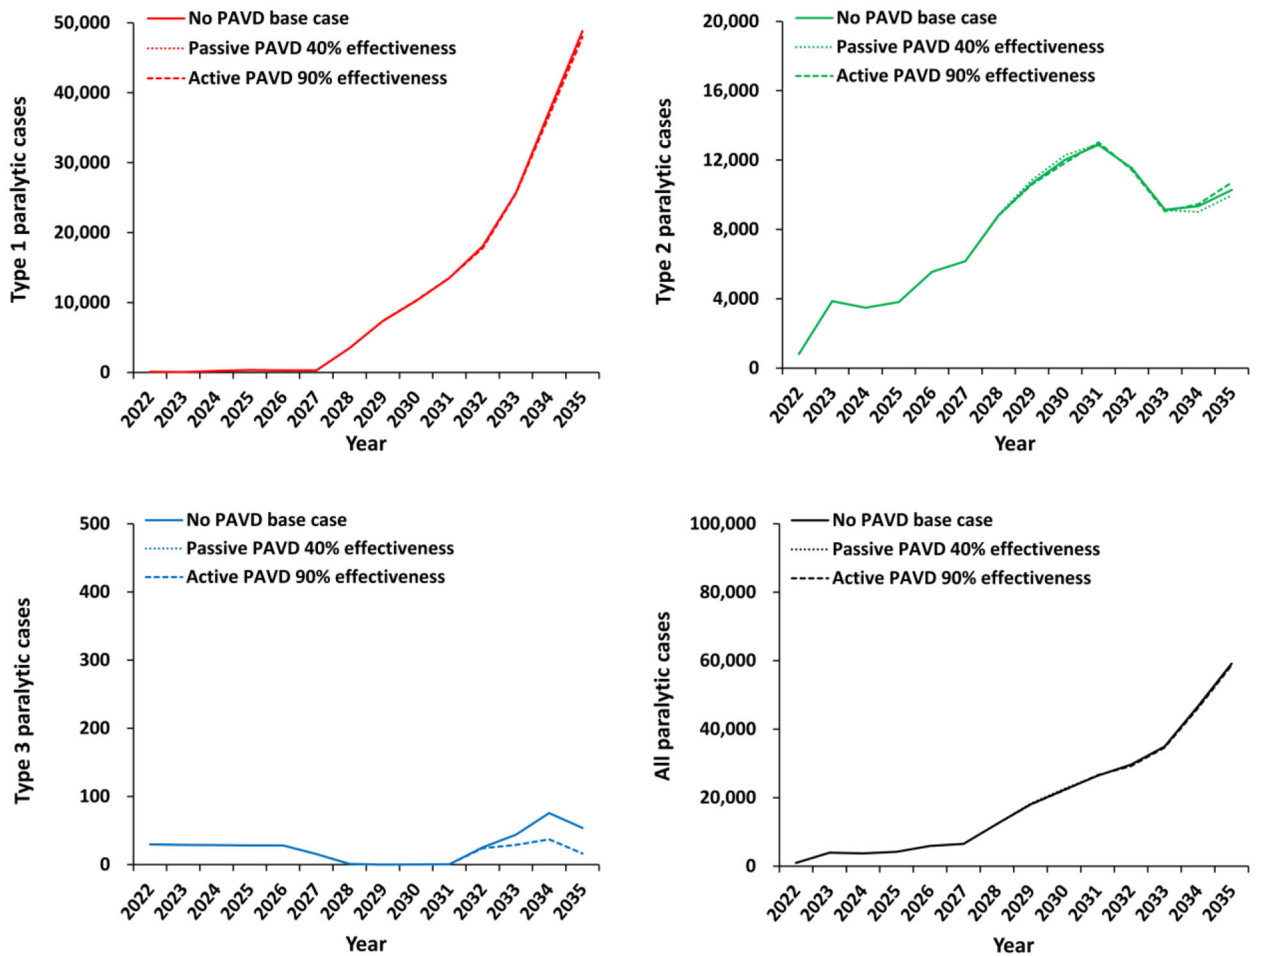 No PAVD base case
Passive PAVD 40% effectiveness
Active PAVD 90% effectiveness
Type 1 paralytic cases
50,000
40,000
30,000
20,000
10,000
0
2022 2023 2024 2025 2026 2027 2028 2029 2030 2031 2032 2033 2034 2035
Year
No PAVD base case
Passive PAVD 40% effectiveness
Active PAVD 90% effectiveness
Type 2 paralytic cases
20,000
16,000
12,000
8,000
4,000
0
2022 2023 2024 2025 2026 2027 2028 2029 2030 2031 2032 2033 2034 2035
Year
No PAVD base case
Passive PAVD 40% effectiveness
Active PAVD 90% effectiveness
Type 3 paralytic cases
500
400
300
200
100
0
2022 2023 2024 2025 2026 2027 2028 2029 2030 2031 2032 2033 2034 2035
Year
No PAVD base case
Passive PAVD 40% effectiveness
Active PAVD 90% effectiveness
All paralytic cases
100,000
80,000
60,000
40,000
20,000
0
2022 2023 2024 2025 2026 2027 2028 2029 2030 2031 2032 2033 2034 2035
Year